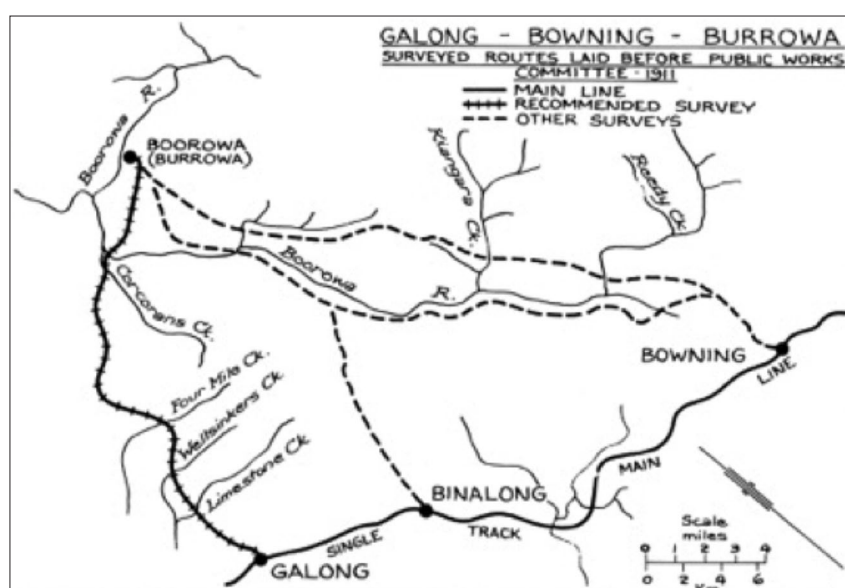 GALONG - BOWNING - BURROWA
SURVEYED ROUTES LAID BEFORE PUBLIC WORKS
COMMITTEE - 1911
MAIN LINE
RECOMMENDED SURVEY
OTHER SURVEYS
Boorowa R.
BOOROWA
(BURROWA)
Kiangara Ck.
Reedy Ck.
Boorowa R.
Corcorans Ck.
BOWNING
LINE
Four Mile Ck.
Wellsinkers Ck.
Limestone Ck
MAIN
BINALONG
TRACK
SINGLE
GALONG
Scale
miles
0 1 2 3 4
0 2 4 6
Km